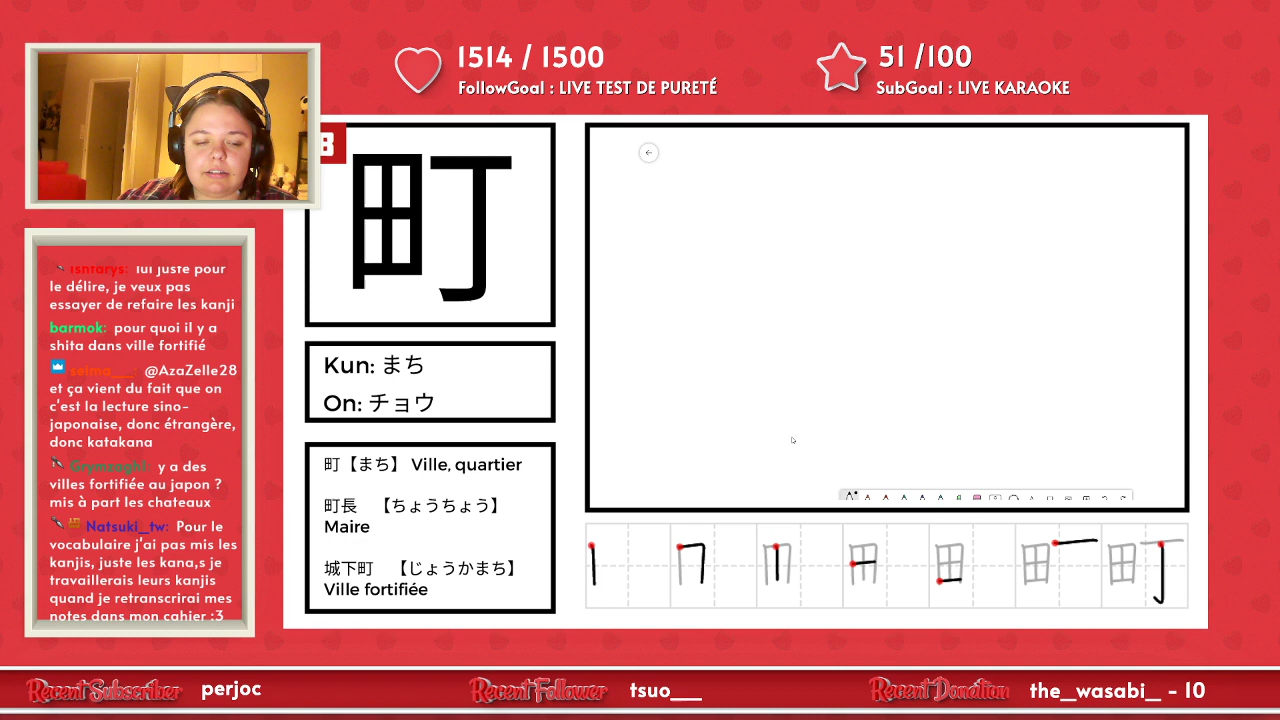 1514 / 1500
FollowGoal : LIVE TEST DE PURETÉ
51 /100
SubGoal : LIVE KARAOKE
町
Kun: まち
On: チョウ
町【まち】 Ville, quartier
町長 【ちょうちょう】
Maire
城下町 【じょうかまち】
Ville fortifiée
Ishtarys: lui juste pour
le délire, je veux pas
essayer de refaire les kanji
barmok: pour quoi il y a
shita dans ville fortifié
selma___: @AzaZelle28
et ça vient du fait que on
c'est la lecture sino-
japonaise, donc étrangère,
donc katakana
y a des
villes fortifiée au japon ?
mis à part les chateaux
Natsuki_tw: Pour le
vocabulaire j'ai pas mis les
kanjis, juste les kana,s je
travaillerais leurs kanjis
quand je retranscrirai mes
notes dans mon cahier :3
Recent Subscriber perjoc
Recent Follower tsuo___
Recent Donation the_wasabi_ - 10